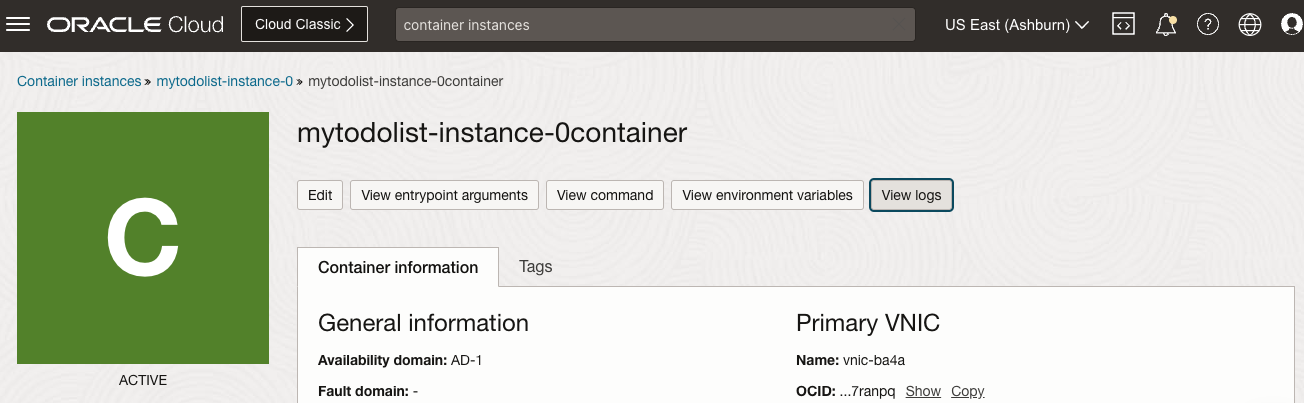 ORACLE Cloud Cloud Classic container instances US East (Ashburn)
Container instances » mytodolist-instance-0 » mytodolist-instance-0container
C
ACTIVE
mytodolist-instance-0container
Edit View entrypoint arguments View command View environment variables View logs
Container information Tags
General information
Availability domain: AD-1
Fault domain: -
Primary VNIC
Name: vnic-ba4a
OCID: ...7ranpq Show Copy